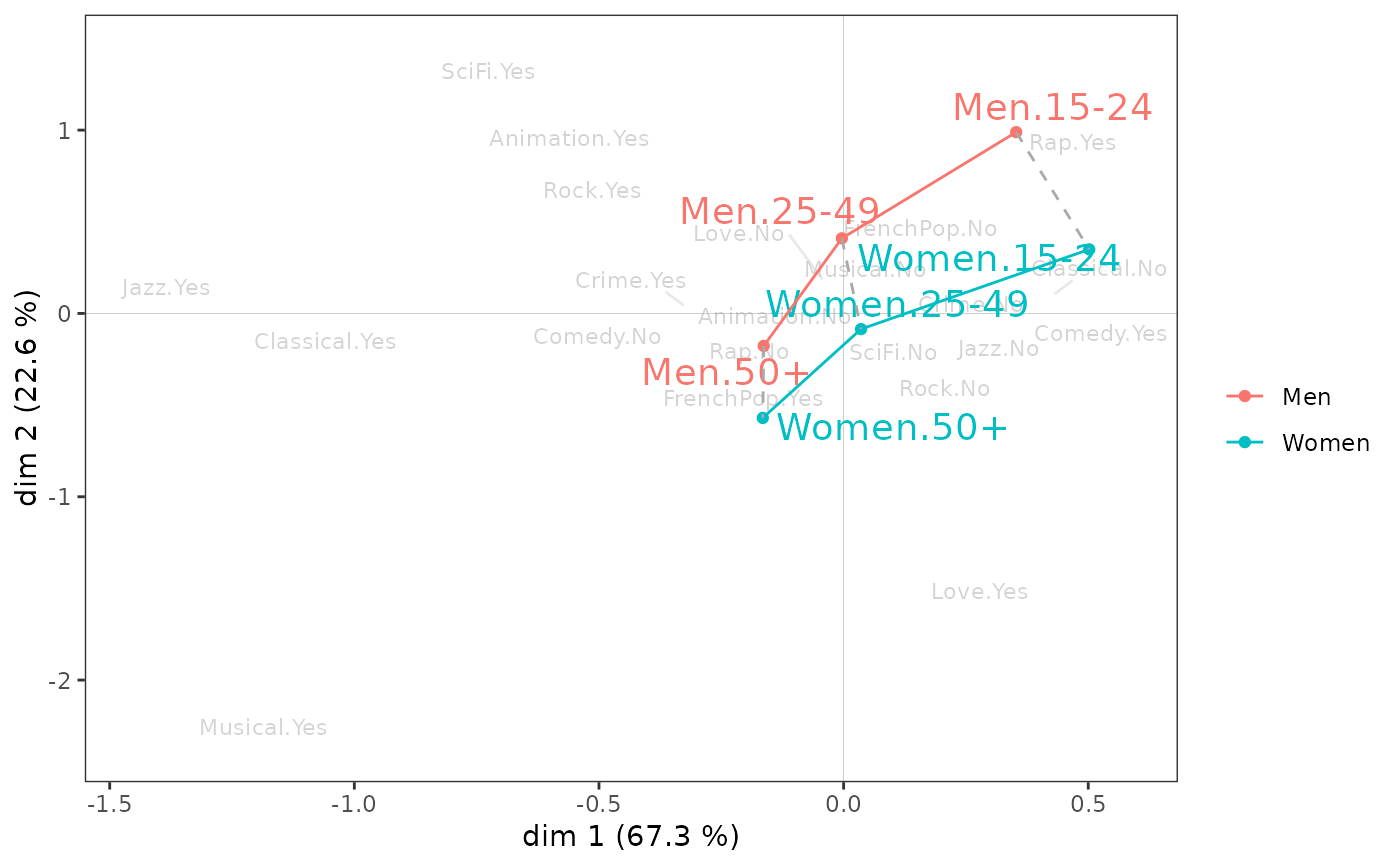 SciFi.Yes
Men.15-24
Animation.Yes
Rap.Yes
Rock.Yes
Men.25-49
Love.No
FrenchPop.No
Women.15-24
Musical.No
Classical.No
Crime.Yes
Jazz.Yes
Women.25-49
Crime.No
Animation.No
Comedy.Yes
Classical.Yes
Comedy.No
Rap.No
SciFi.No
Jazz.No
Men.50+
Rock.No
FrenchPop.Yes
Women.50+
Love.Yes
Musical.Yes
1
0
-1
-2
-1.5
-1.0
-0.5
0.0
0.5
dim 1 (67.3 %)
dim 2 (22.6 %)
Men
Women